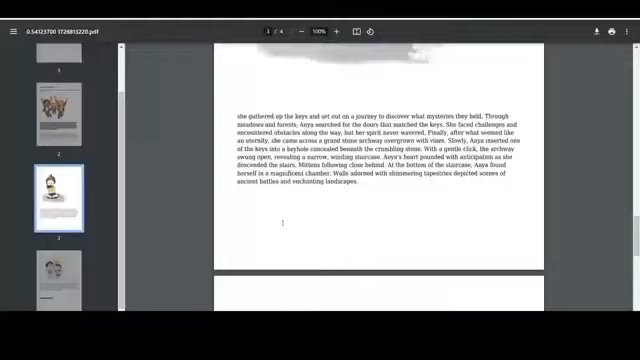 0.54123700 1728813220.pdf
3 / 4
100%
1
2
3
she gathered up the keys and set out on a journey to discover what mysteries they held. Through
meadows and forests, Anya searched for the doors that matched the keys. She faced challenges and
encountered obstacles along the way, but her spirit never wavered. Finally, after what seemed like
an eternity, she came across a grand stone archway overgrown with vines. Slowly, Anya inserted one
of the keys into a keyhole concealed beneath the crumbling stone. With a gentle click, the archway
swung open, revealing a narrow, winding staircase. Anya's heart pounded with anticipation as she
descended the stairs, Mittens following close behind. At the bottom of the staircase, Anya found
herself in a magnificent chamber. Walls adorned with shimmering tapestries depicted scenes of
ancient battles and enchanting landscapes.